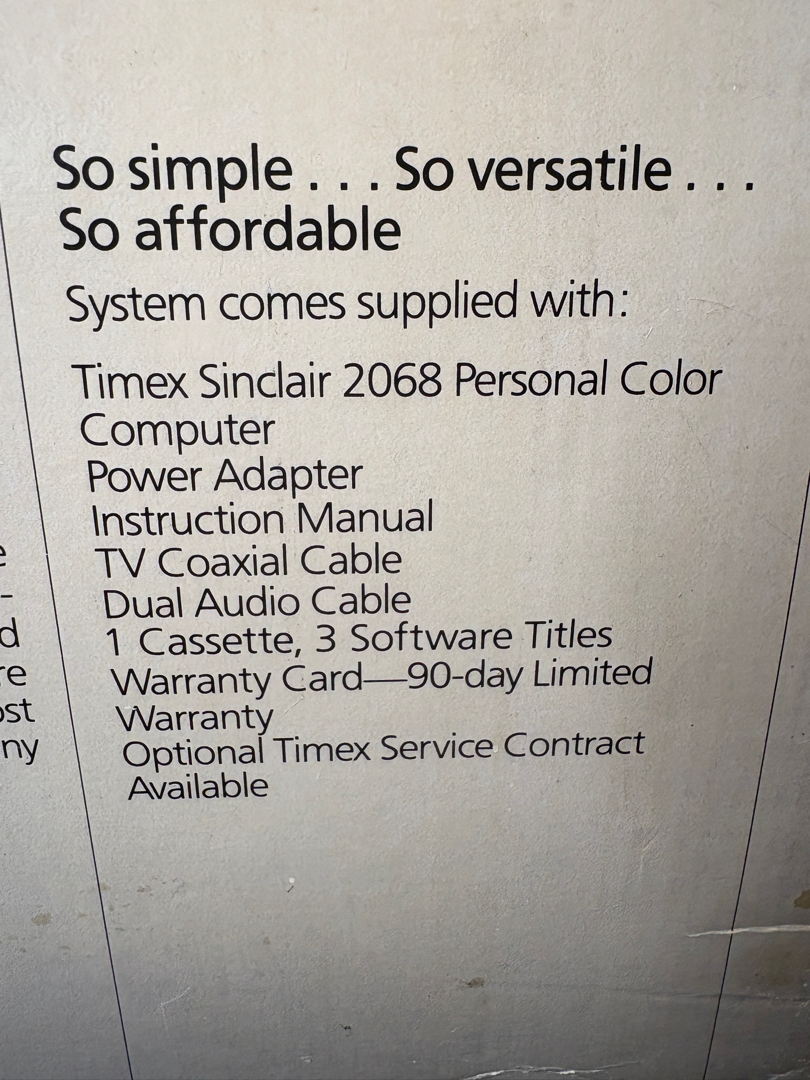 So simple . . . So versatile . . .
So affordable
System comes supplied with:
Timex Sinclair 2068 Personal Color
Computer
Power Adapter
Instruction Manual
TV Coaxial Cable
Dual Audio Cable
1 Cassette, 3 Software Titles
Warranty Card—90-day Limited
Warranty
Optional Timex Service Contract
Available